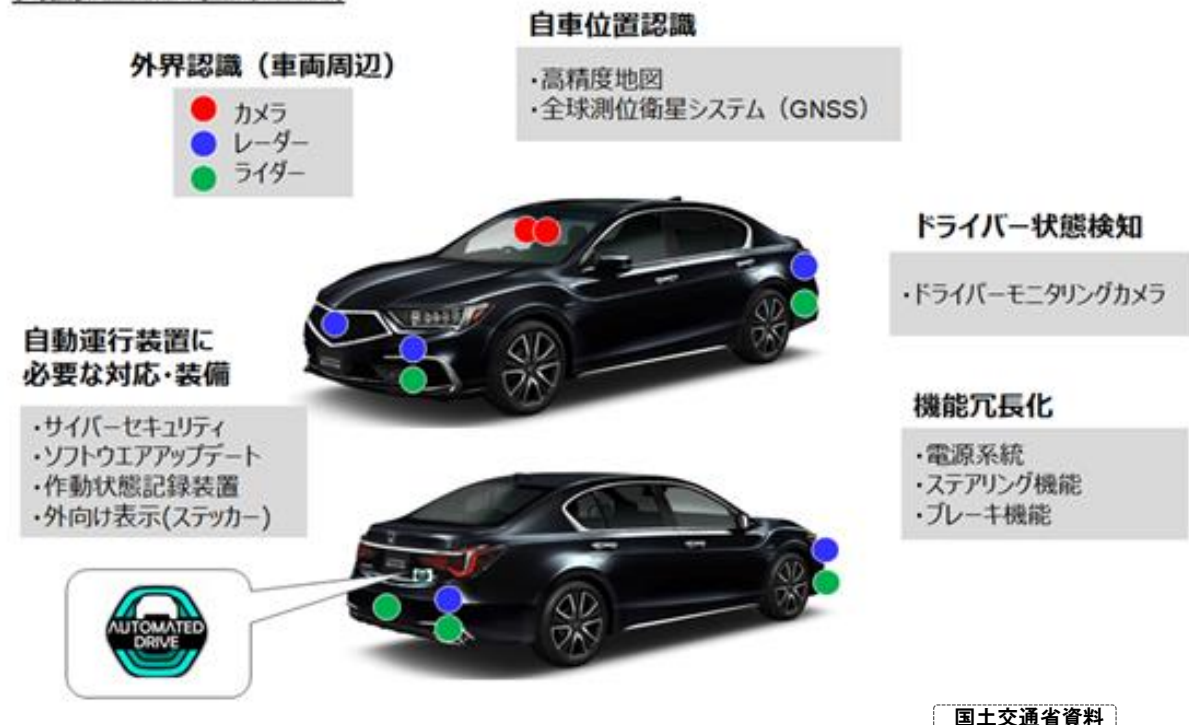 自車位置認識
・高精度地図
・全球測位衛星システム（GNSS）
外界認識（車両周辺）
カメラ
レーダー
ライダー
ドライバー状態検知
・ドライバーモニタリングカメラ
自動運行装置に
必要な対応・装備
・サイバーセキュリティ
・ソフトウエアアップデート
・作動状態記録装置
・外向け表示(ステッカー)
機能冗長化
・電源系統
・ステアリング機能
・ブレーキ機能
AUTOMATED
DRIVE
国土交通省資料